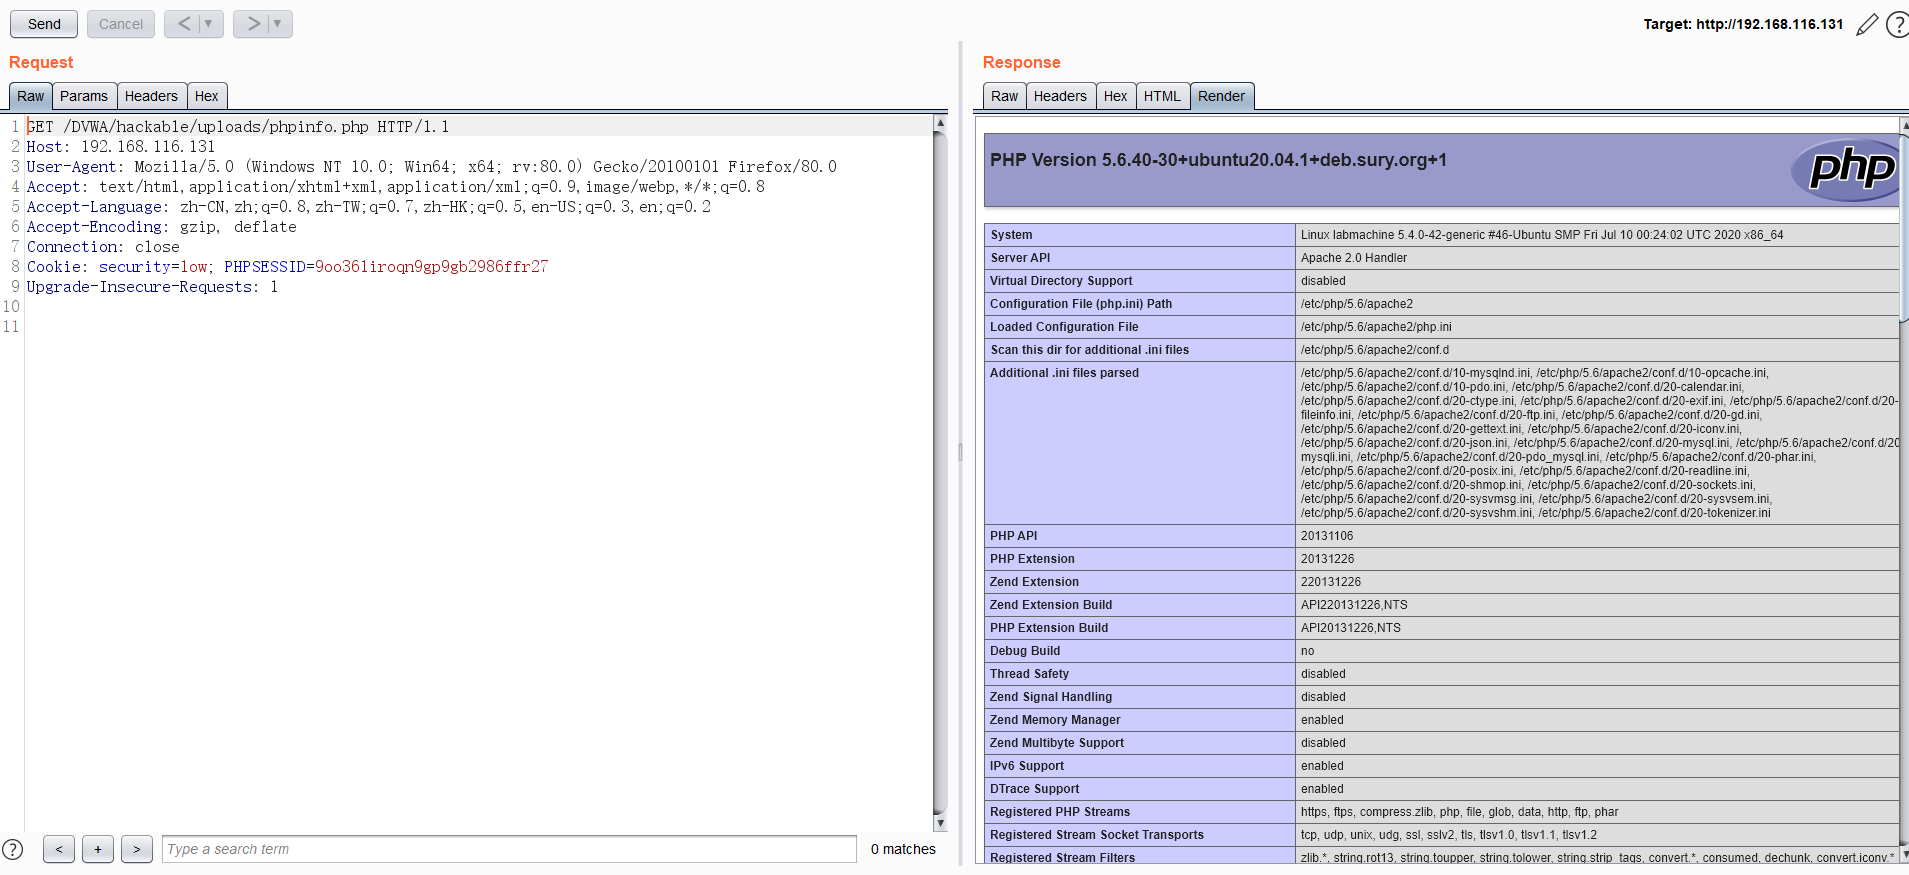 Send Cancel < ▼ > ▼ Target: http://192.168.116.131 ?
Request
Raw Params Headers Hex
1 GET /DVWA/hackable/uploads/phpinfo.php HTTP/1.1
2 Host: 192.168.116.131
3 User-Agent: Mozilla/5.0 (Windows NT 10.0; Win64; x64; rv:80.0) Gecko/20100101 Firefox/80.0
4 Accept: text/html,application/xhtml+xml,application/xml;q=0.9,image/webp,*/*;q=0.8
5 Accept-Language: zh-CN,zh;q=0.8,zh-TW;q=0.7,zh-HK;q=0.5,en-US;q=0.3,en;q=0.2
6 Accept-Encoding: gzip, deflate
7 Connection: close
8 Cookie: security=low; PHPSESSID=9oo361iroqn9gp9gb2986ffr27
9 Upgrade-Insecure-Requests: 1
10
11
? < + > Type a search term 0 matches
Response
Raw Headers Hex HTML Render
PHP Version 5.6.40-30+ubuntu20.04.1+deb.sury.org+1
php
System Linux labmachine 5.4.0-42-generic #46-Ubuntu SMP Fri Jul 10 00:24:02 UTC 2020 x86_64
Server API Apache 2.0 Handler
Virtual Directory Support disabled
Configuration File (php.ini) Path /etc/php/5.6/apache2
Loaded Configuration File /etc/php/5.6/apache2/php.ini
Scan this dir for additional .ini files /etc/php/5.6/apache2/conf.d
Additional .ini files parsed /etc/php/5.6/apache2/conf.d/10-mysqlnd.ini, /etc/php/5.6/apache2/conf.d/10-opcache.ini,
/etc/php/5.6/apache2/conf.d/10-pdo.ini, /etc/php/5.6/apache2/conf.d/20-calendar.ini,
/etc/php/5.6/apache2/conf.d/20-ctype.ini, /etc/php/5.6/apache2/conf.d/20-exif.ini, /etc/php/5.6/apache2/conf.d/20-
fileinfo.ini, /etc/php/5.6/apache2/conf.d/20-ftp.ini, /etc/php/5.6/apache2/conf.d/20-gd.ini,
/etc/php/5.6/apache2/conf.d/20-gettext.ini, /etc/php/5.6/apache2/conf.d/20-iconv.ini,
/etc/php/5.6/apache2/conf.d/20-json.ini, /etc/php/5.6/apache2/conf.d/20-mysql.ini, /etc/php/5.6/apache2/conf.d/20
mysqli.ini, /etc/php/5.6/apache2/conf.d/20-pdo_mysql.ini, /etc/php/5.6/apache2/conf.d/20-phar.ini,
/etc/php/5.6/apache2/conf.d/20-posix.ini, /etc/php/5.6/apache2/conf.d/20-readline.ini,
/etc/php/5.6/apache2/conf.d/20-shmop.ini, /etc/php/5.6/apache2/conf.d/20-sockets.ini,
/etc/php/5.6/apache2/conf.d/20-sysvmsg.ini, /etc/php/5.6/apache2/conf.d/20-sysvsem.ini,
/etc/php/5.6/apache2/conf.d/20-sysvshm.ini, /etc/php/5.6/apache2/conf.d/20-tokenizer.ini
PHP API 20131106
PHP Extension 20131226
Zend Extension 220131226
Zend Extension Build API220131226,NTS
PHP Extension Build API20131226,NTS
Debug Build no
Thread Safety disabled
Zend Signal Handling disabled
Zend Memory Manager enabled
Zend Multibyte Support disabled
IPv6 Support enabled
DTrace Support enabled
Registered PHP Streams https, ftps, compress.zlib, php, file, glob, data, http, ftp, phar
Registered Stream Socket Transports tcp, udp, unix, udg, ssl, sslv2, tls, tlsv1.0, tlsv1.1, tlsv1.2
Registered Stream Filters zlib.*, string.rot13, string.toupper, string.tolower, string.strip_tags, convert.*, consumed, dechunk, convert.iconv.*